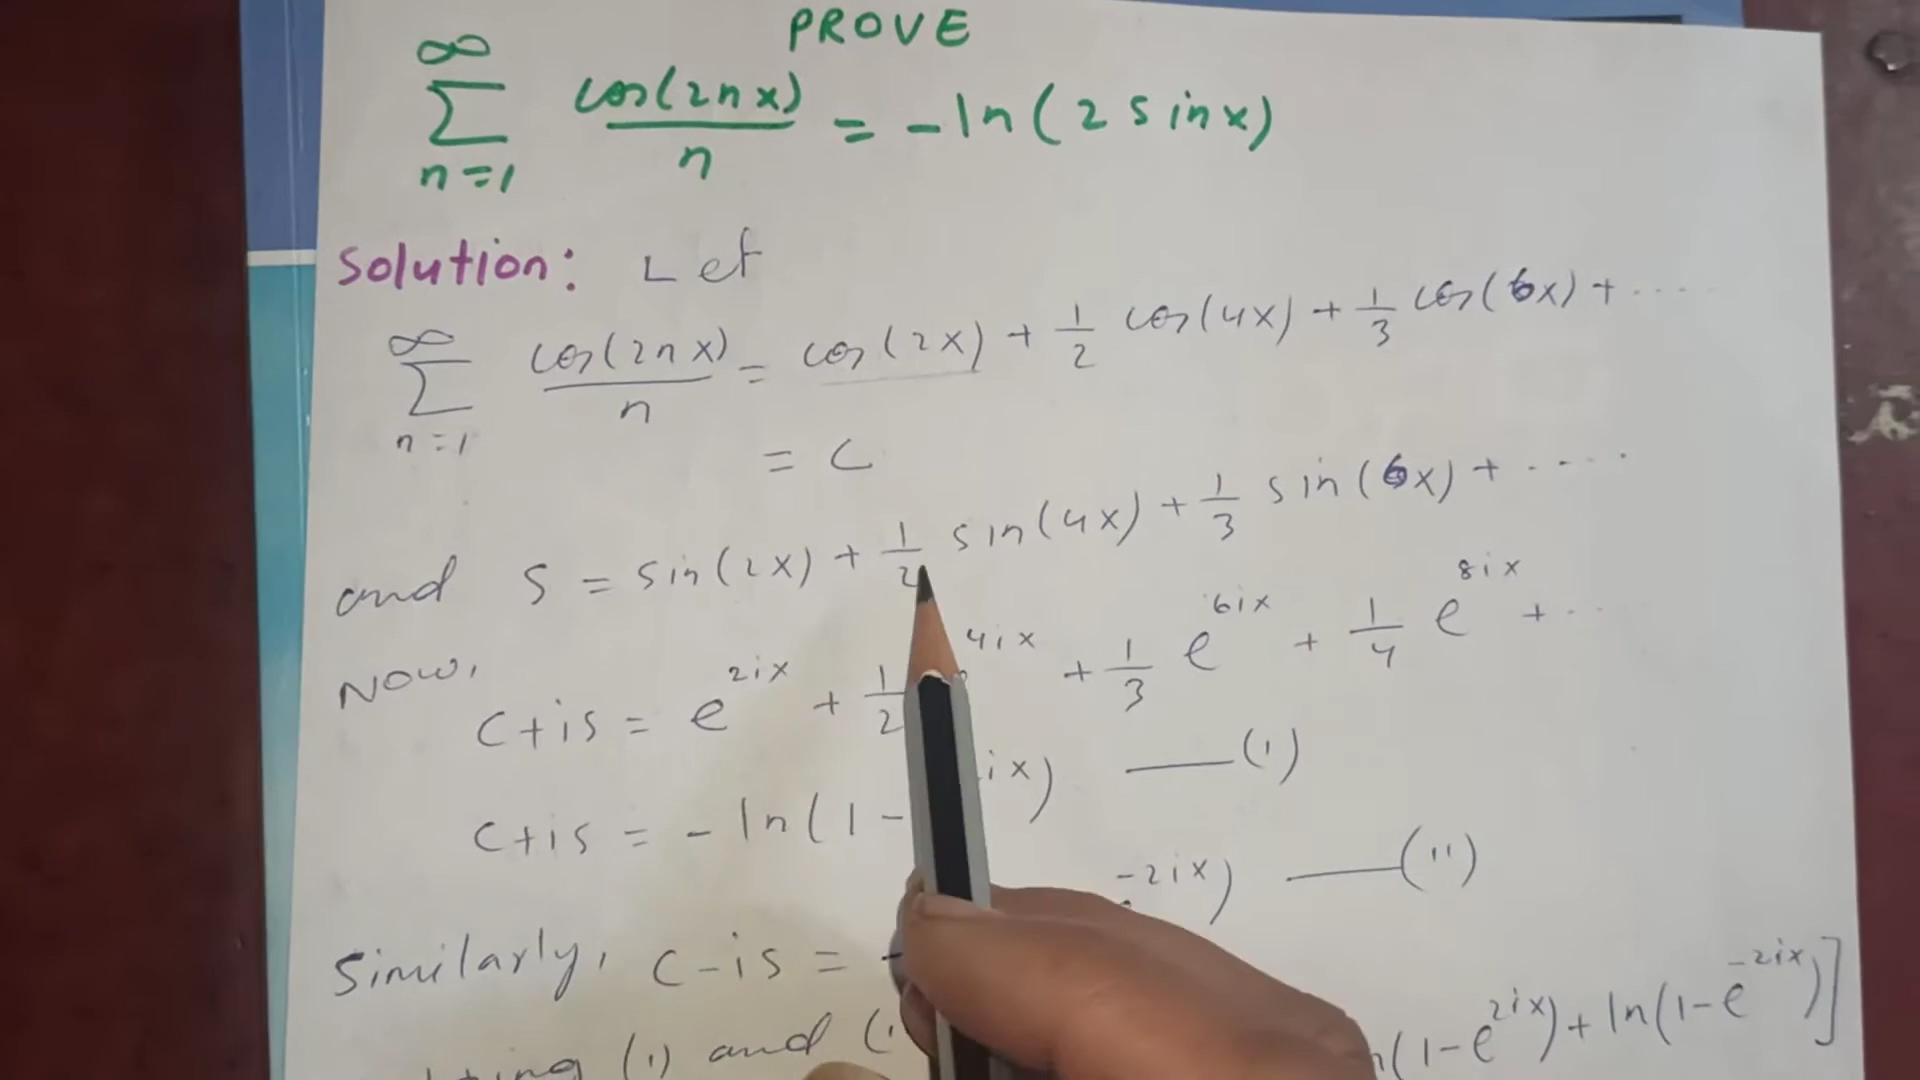 PROVE
∞ Σ n=1 cos(2nx)/n = -ln(2 sinx)
Solution: Let
∞ Σ n=1 cos(2nx)/n = cos(2x) + 1/2 cos(4x) + 1/3 cos(6x) + ....
= C
and S = sin(2x) + 1/2 sin(4x) + 1/3 sin(6x) + ....
NOW, C+is = e^2ix + 1/2 ^4ix + 1/3 e^6ix + 1/4 e^8ix + ..
C+is = - ln(1- ix) —(1)
Similarly, C-is = - -2ix) —(11)
(1) and (1
(1-e^2ix)+ln(1-e^-2ix)]